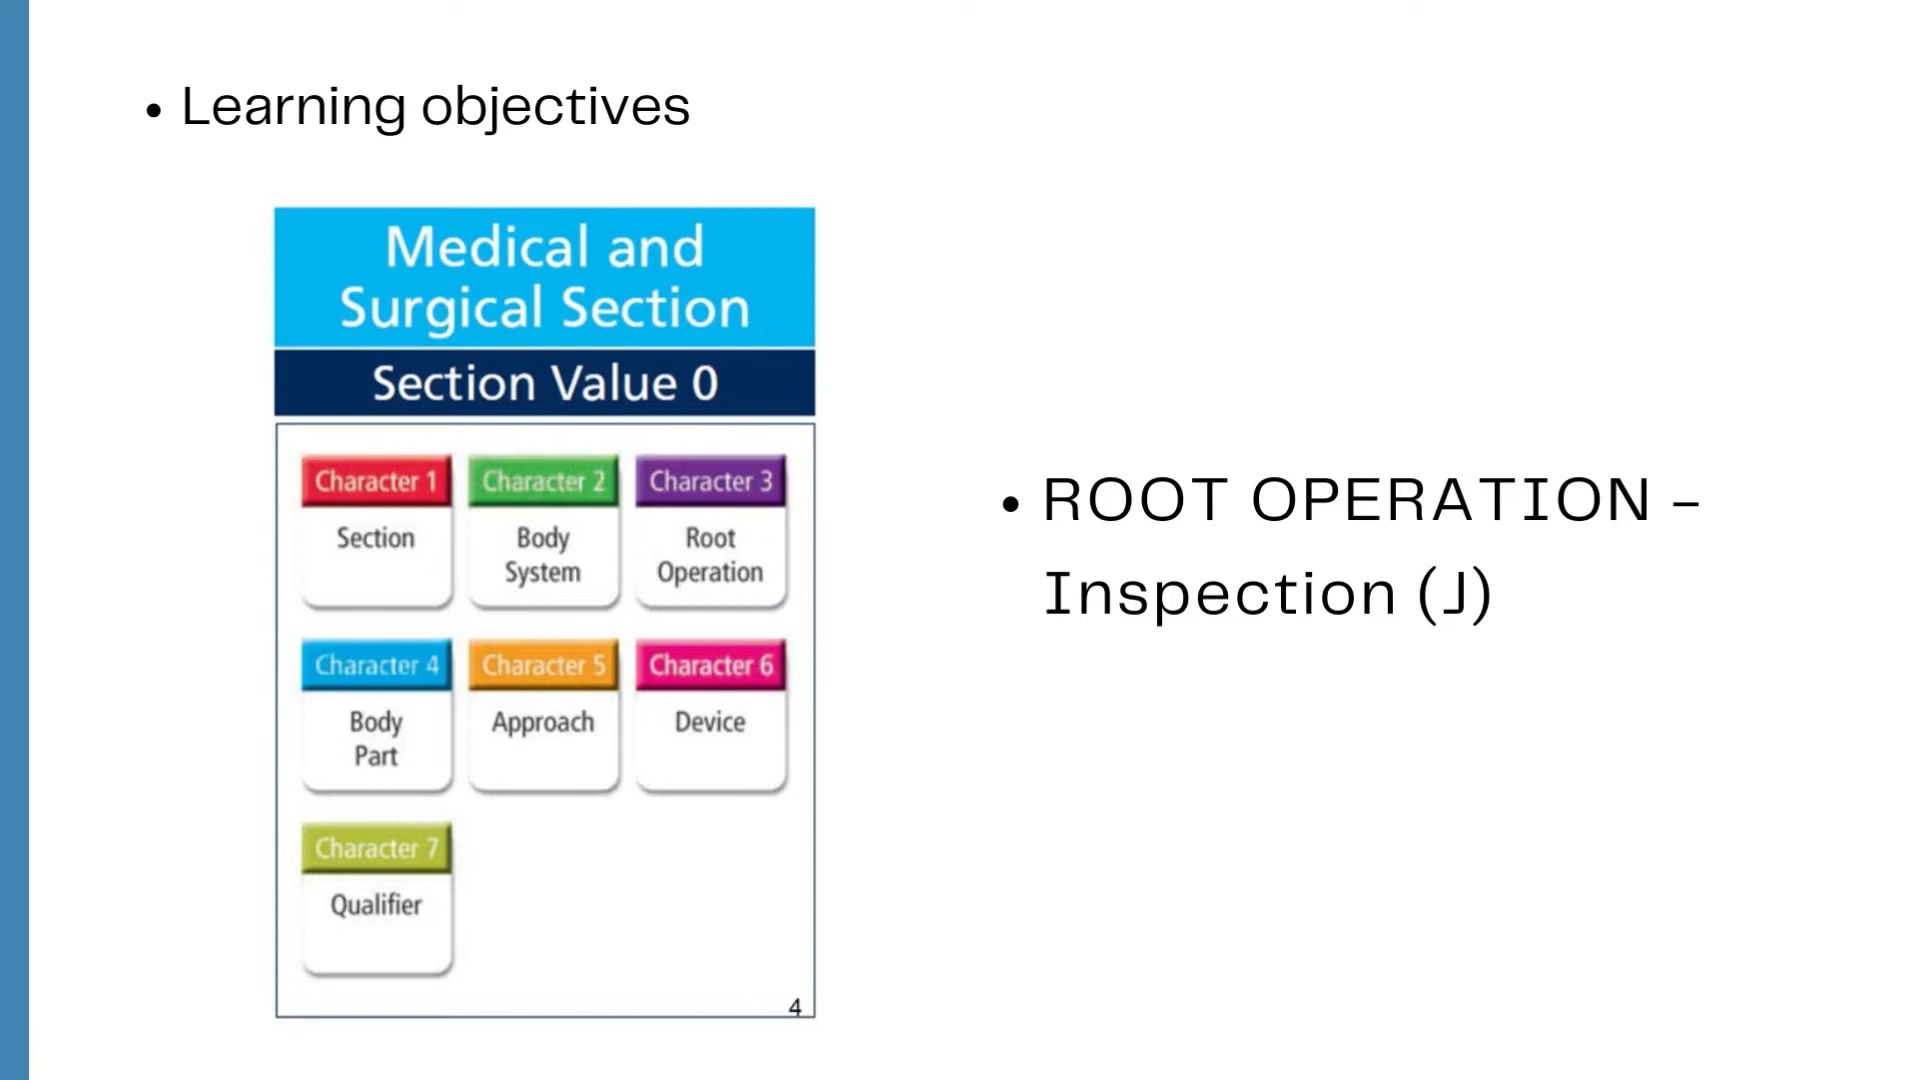 • Learning objectives
Medical and
Surgical Section
Section Value 0
Character 1
Section
Character 2
Body
System
Character 3
Root
Operation
Character 4
Body
Part
Character 5
Approach
Character 6
Device
Character 7
Qualifier
4
• ROOT OPERATION –
Inspection (J)